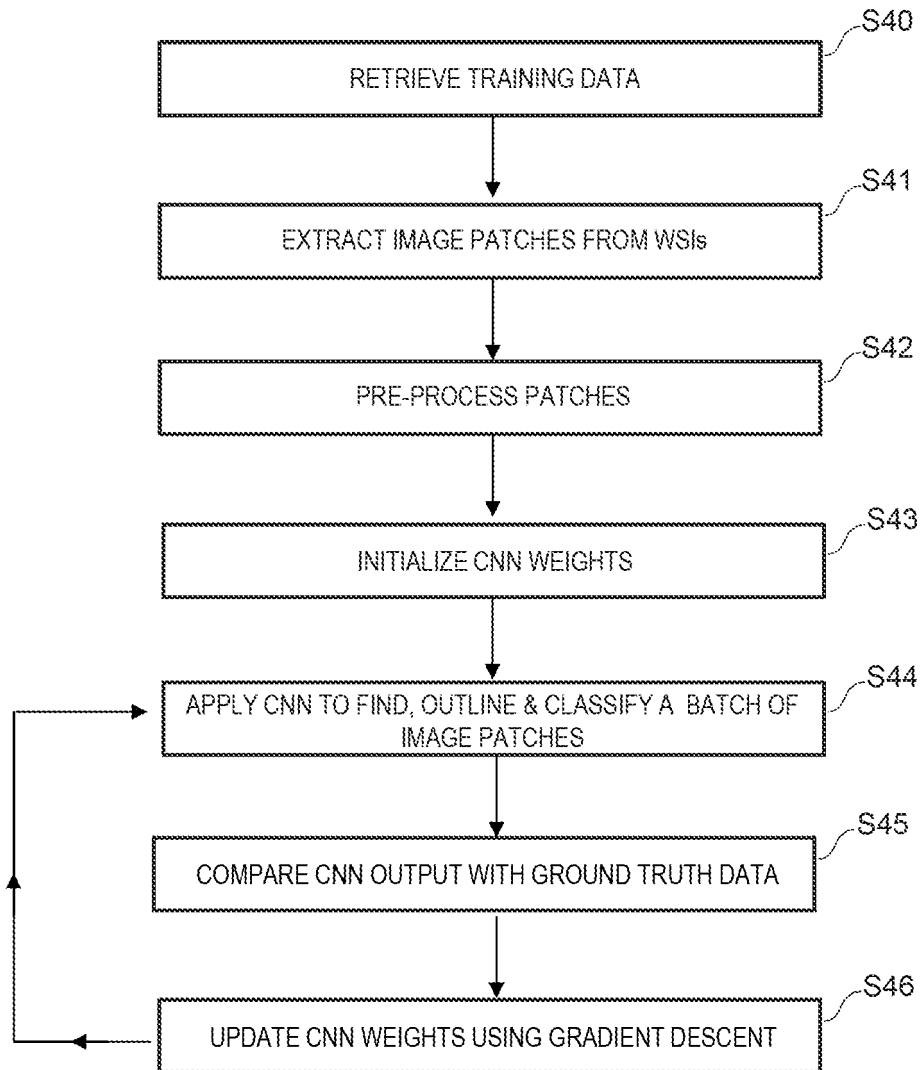 S40
RETRIEVE TRAINING DATA
S41
EXTRACT IMAGE PATCHES FROM WSIs
S42
PRE-PROCESS PATCHES
S43
INITIALIZE CNN WEIGHTS
S44
APPLY CNN TO FIND, OUTLINE & CLASSIFY A BATCH OF
IMAGE PATCHES
S45
COMPARE CNN OUTPUT WITH GROUND TRUTH DATA
S46
UPDATE CNN WEIGHTS USING GRADIENT DESCENT